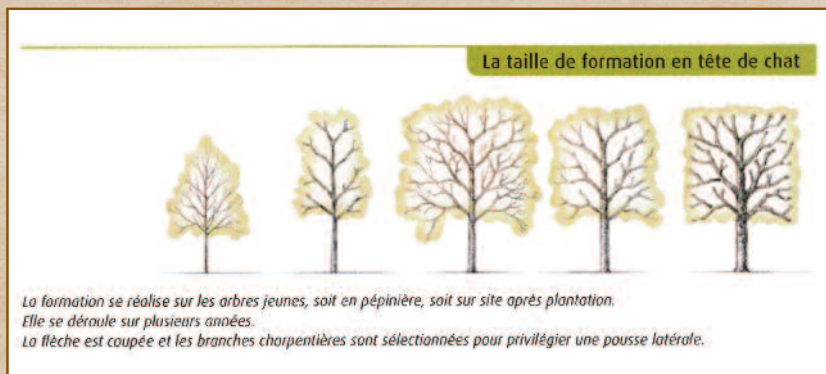 La taille de formation en tête de chat
La formation se réalise sur les arbres jeunes, soit en pépinière, soit sur site après plantation.
Elle se déroule sur plusieurs années.
La flèche est coupée et les branches charpentières sont sélectionnées pour privilégier une pousse latérale.